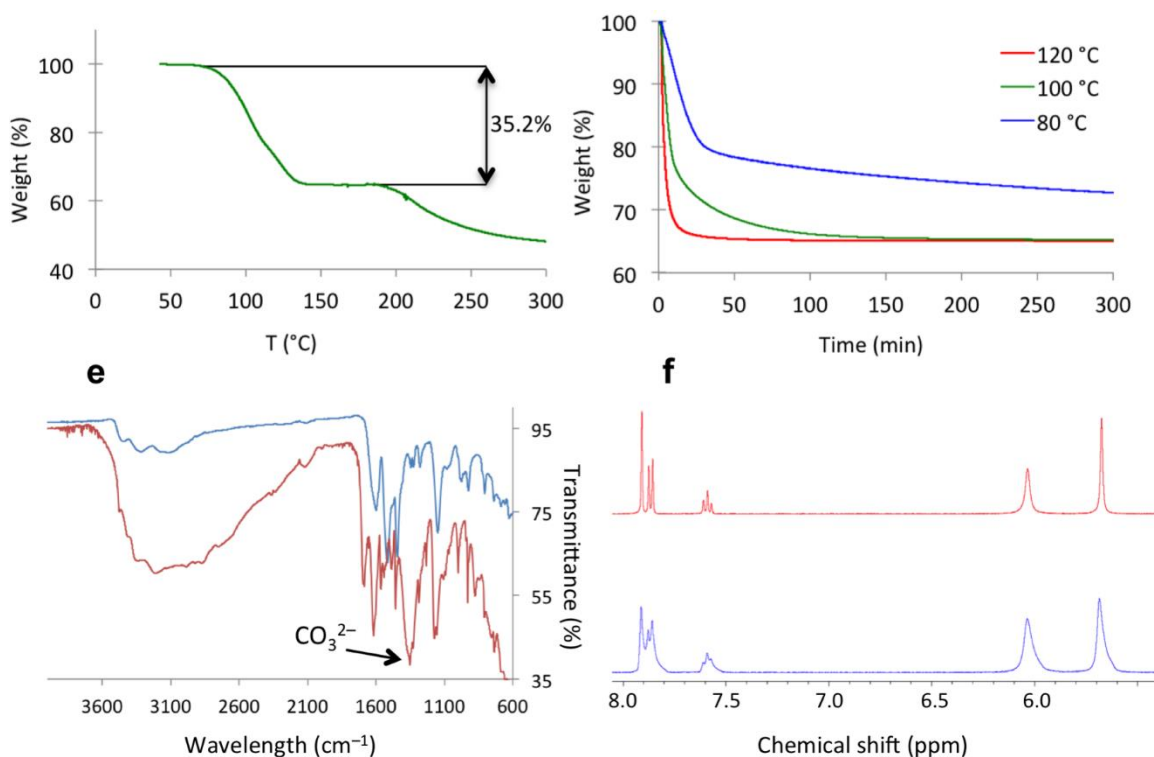 100
80
60
40
Weight (%)
35.2%
0 50 100 150 200 250 300
T (°C)
100
90
80
70
60
Weight (%)
120 °C
100 °C
80 °C
0 50 100 150 200 250 300
Time (min)
e
95
75
55
35
Transmittance (%)
CO₃²⁻
3600 3100 2600 2100 1600 1100 600
Wavelength (cm⁻¹)
f
8.0 7.5 7.0 6.5 6.0
Chemical shift (ppm)